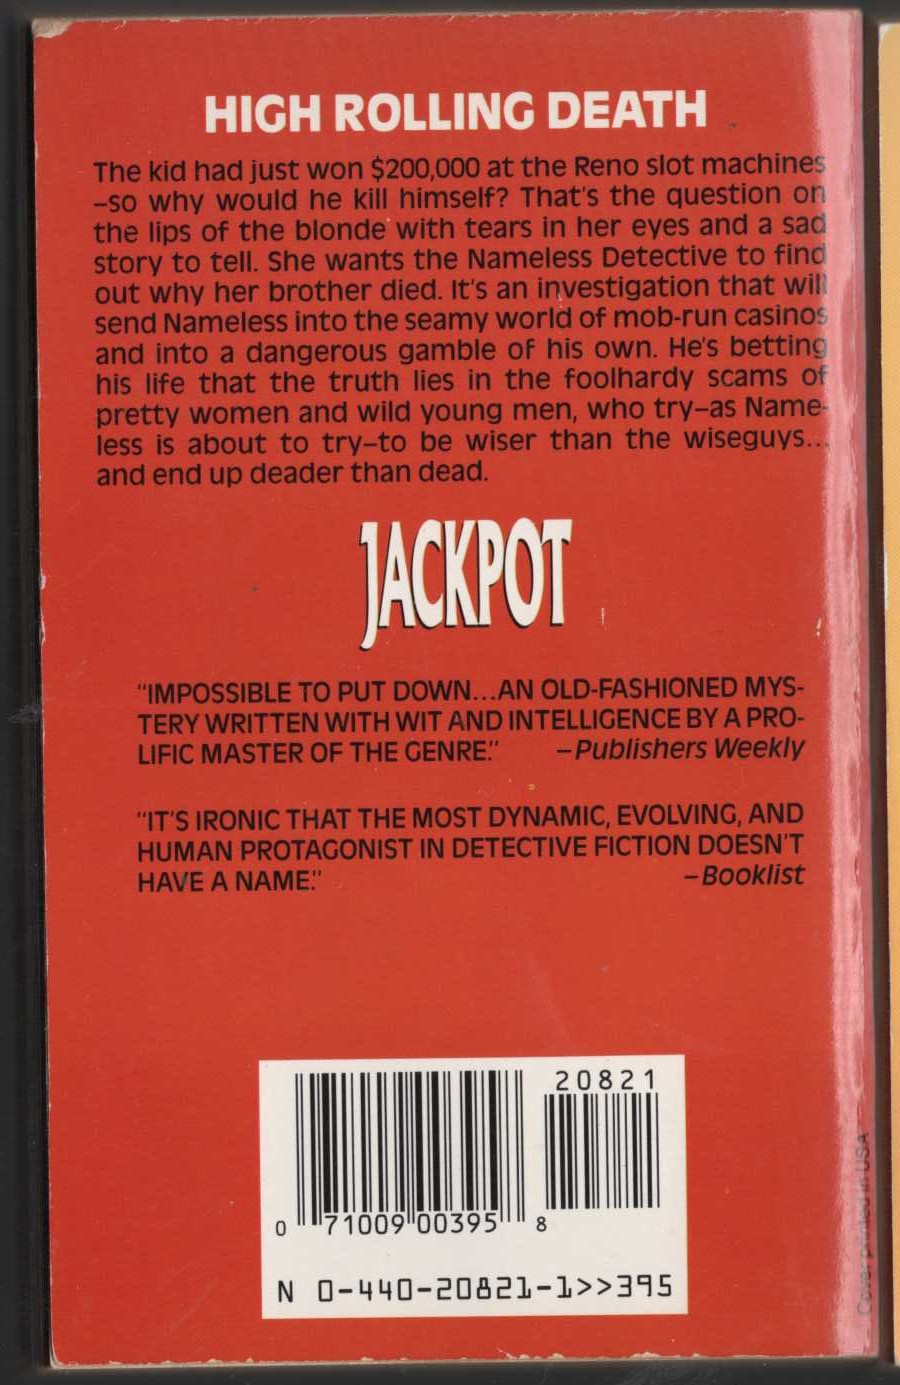 HIGH ROLLING DEATH
The kid had just won $200,000 at the Reno slot machines
–so why would he kill himself? That's the question on
the lips of the blonde with tears in her eyes and a sad
story to tell. She wants the Nameless Detective to find
out why her brother died. It's an investigation that will
send Nameless into the seamy world of mob-run casinos
and into a dangerous gamble of his own. He's betting
his life that the truth lies in the foolhardy scams of
pretty women and wild young men, who try–as Name-
less is about to try–to be wiser than the wiseguys...
and end up deader than dead.
JACKPOT
"IMPOSSIBLE TO PUT DOWN...AN OLD-FASHIONED MYS-
TERY WRITTEN WITH WIT AND INTELLIGENCE BY A PRO-
LIFIC MASTER OF THE GENRE." –Publishers Weekly
"IT'S IRONIC THAT THE MOST DYNAMIC, EVOLVING, AND
HUMAN PROTAGONIST IN DETECTIVE FICTION DOESN'T
HAVE A NAME." –Booklist
20821
0 71009 00395 8
N 0-440-20821-1>>395
Cover printed in USA